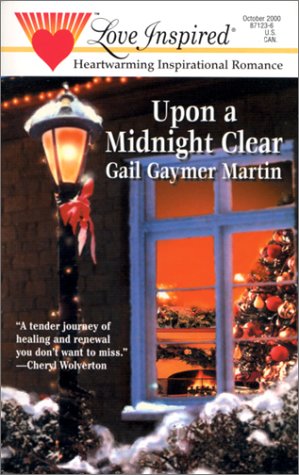 Love Inspired®
Heartwarming Inspirational Romance
October 2000
87123-6
U.S.
CAN.
Upon a
Midnight Clear
Gail Gaymer Martin
"A tender journey of
healing and renewal
you don't want to miss."
—Cheryl Wolverton